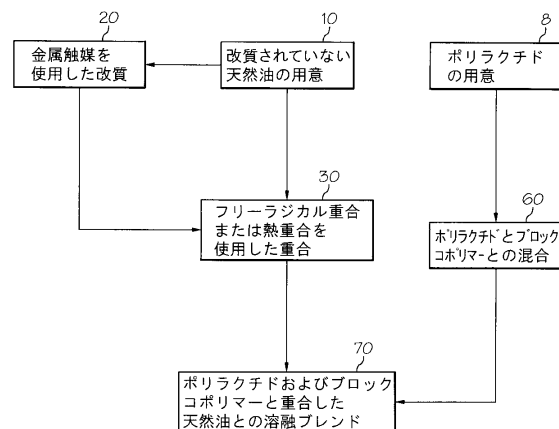 20
金属触媒を
使用した改質
10
改質されていない
天然油の用意
8
ポリラクチド
の用意
30
フリーラジカル重合
または熱重合を
使用した重合
60
ポリラクチドとブロック
コポリマーとの混合
70
ポリラクチドおよびブロック
コポリマーと重合した
天然油との溶融ブレンド